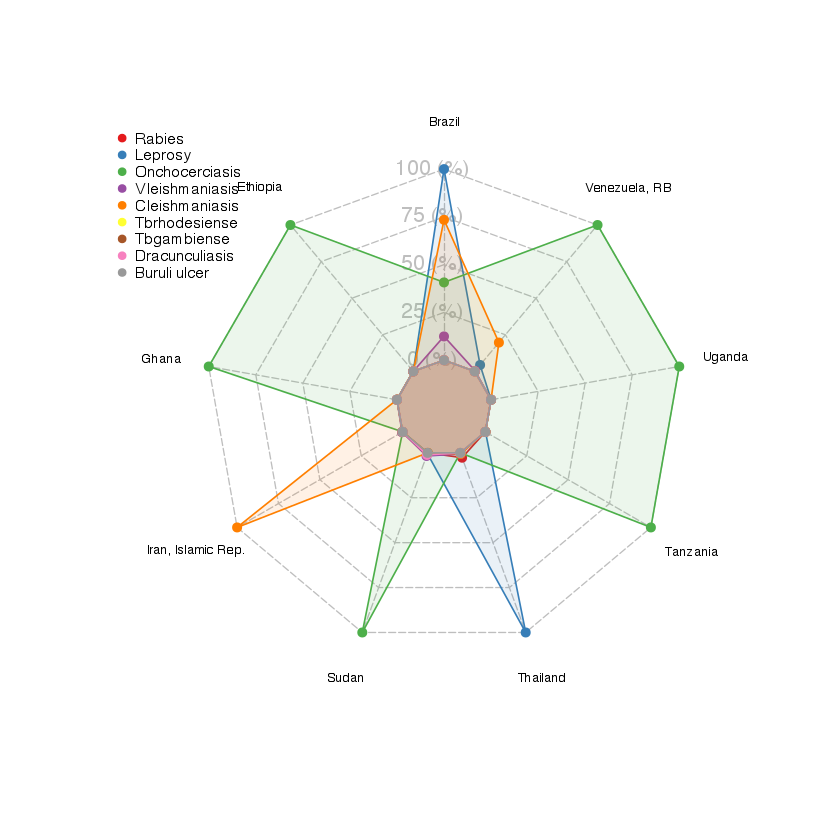 Brazil
Rabies
Leprosy
Onchocerciasis
Vleishmaniasis
Cleishmaniasis
Tbrhodesiense
Tbgambiense
Dracunculiasis
Buruli ulcer
100 (%)
75 (%)
50 (%)
25 (%)
0 (%)
Ethiopia
Venezuela, RB
Ghana
Uganda
Iran, Islamic Rep.
Tanzania
Sudan
Thailand